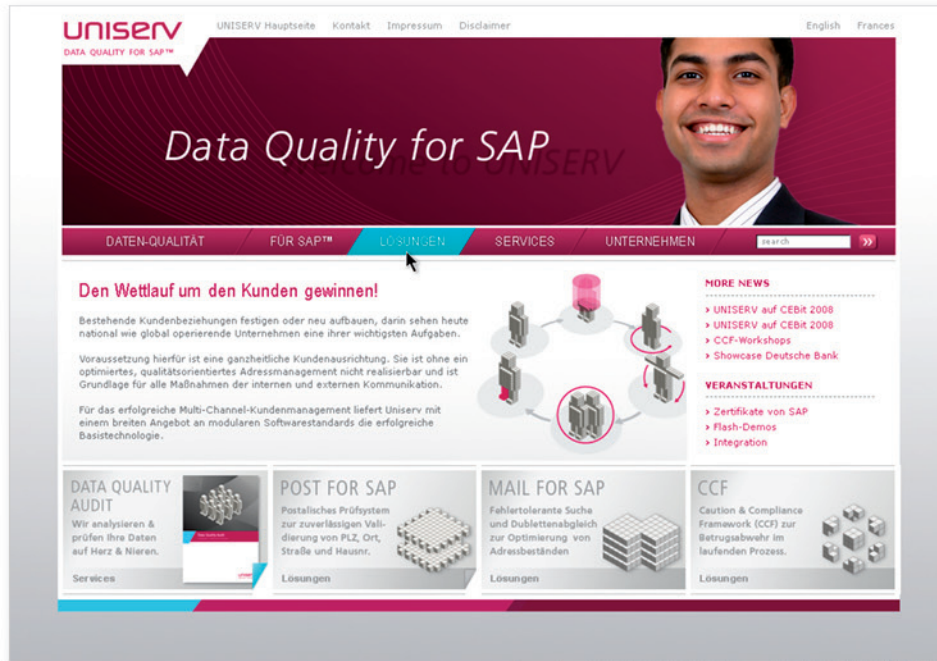 UNISERV
DATA QUALITY FOR SAP™
UNISERV Hauptseite Kontakt Impressum Disclaimer
English Frances
Data Quality for SAP
Welcome to UNISERV
DATEN-QUALITÄT FÜR SAP™ LÖSUNGEN SERVICES UNTERNEHMEN search
Den Wettlauf um den Kunden gewinnen!
Bestehende Kundenbeziehungen festigen oder neu aufbauen, darin sehen heute
national wie global operierende Unternehmen eine ihrer wichtigsten Aufgaben.
Voraussetzung hierfür ist eine ganzheitliche Kundenausrichtung. Sie ist ohne ein
optimiertes, qualitätsorientiertes Adressmanagement nicht realisierbar und ist
Grundlage für alle Maßnahmen der internen und externen Kommunikation.
Für das erfolgreiche Multi-Channel-Kundenmanagement liefert Uniserv mit
einem breiten Angebot an modularen Softwarestandards die erfolgreiche
Basistechnologie.
MORE NEWS
› UNISERV auf CEBit 2008
› UNISERV auf CEBit 2008
› CCF-Workshops
› Showcase Deutsche Bank
VERANSTALTUNGEN
› Zertifikate von SAP
› Flash-Demos
› Integration
DATA QUALITY
AUDIT
Wir analysieren &
prüfen Ihre Daten
auf Herz & Nieren.
Services
POST FOR SAP
Postalisches Prüfsystem
zur zuverlässigen Vali-
dierung von PLZ, Ort,
Straße und Hausnr.
Lösungen
MAIL FOR SAP
Fehlertolerante Suche
und Dublettenabgleich
zur Optimierung von
Adressbeständen
Lösungen
CCF
Caution & Compliance
Framework (CCF) zur
Betrugsabwehr im
laufenden Prozess.
Lösungen